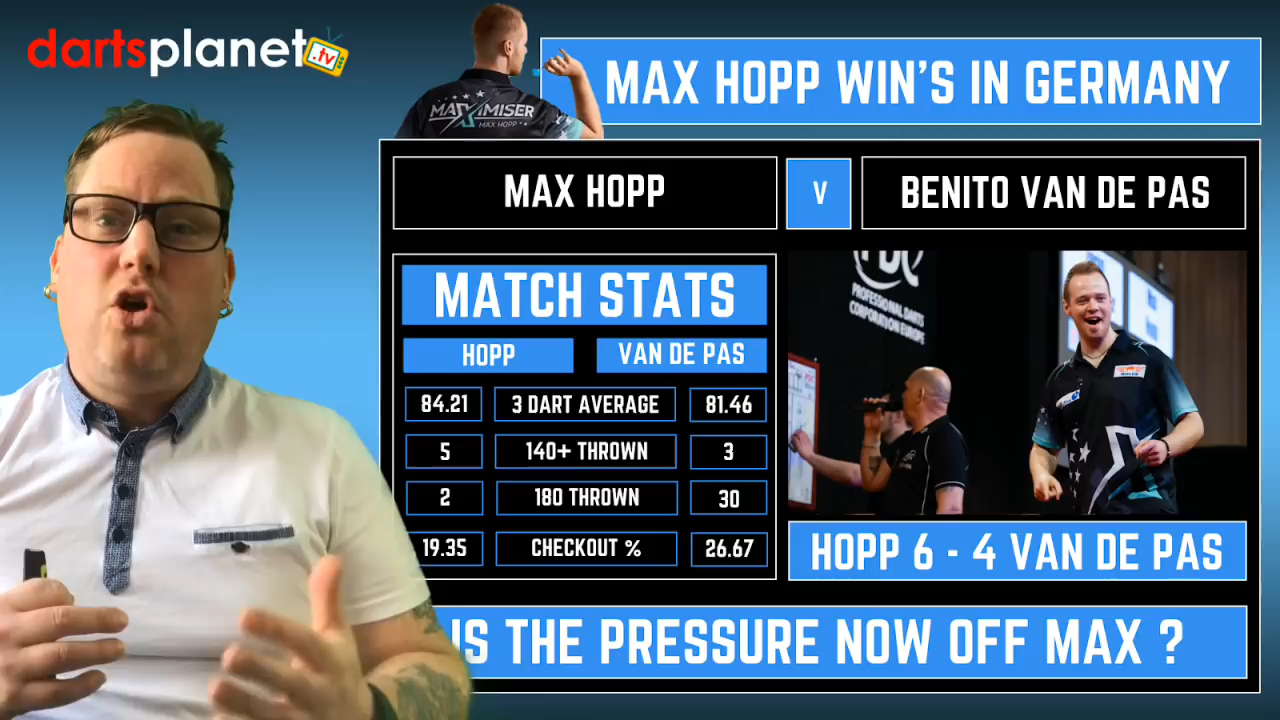 dartsplanet
.tv
MAX HOPP WIN'S IN GERMANY
MAXIMISER
MAX HOPP
MAX HOPP
V
BENITO VAN DE PAS
MATCH STATS
HOPP
VAN DE PAS
84.21
3 DART AVERAGE
81.46
5
140+ THROWN
3
2
180 THROWN
30
19.35
CHECKOUT %
26.67
PDC
PROFESSIONAL DARTS
CORPORATION EUROPE
HOPP 6 - 4 VAN DE PAS
IS THE PRESSURE NOW OFF MAX ?